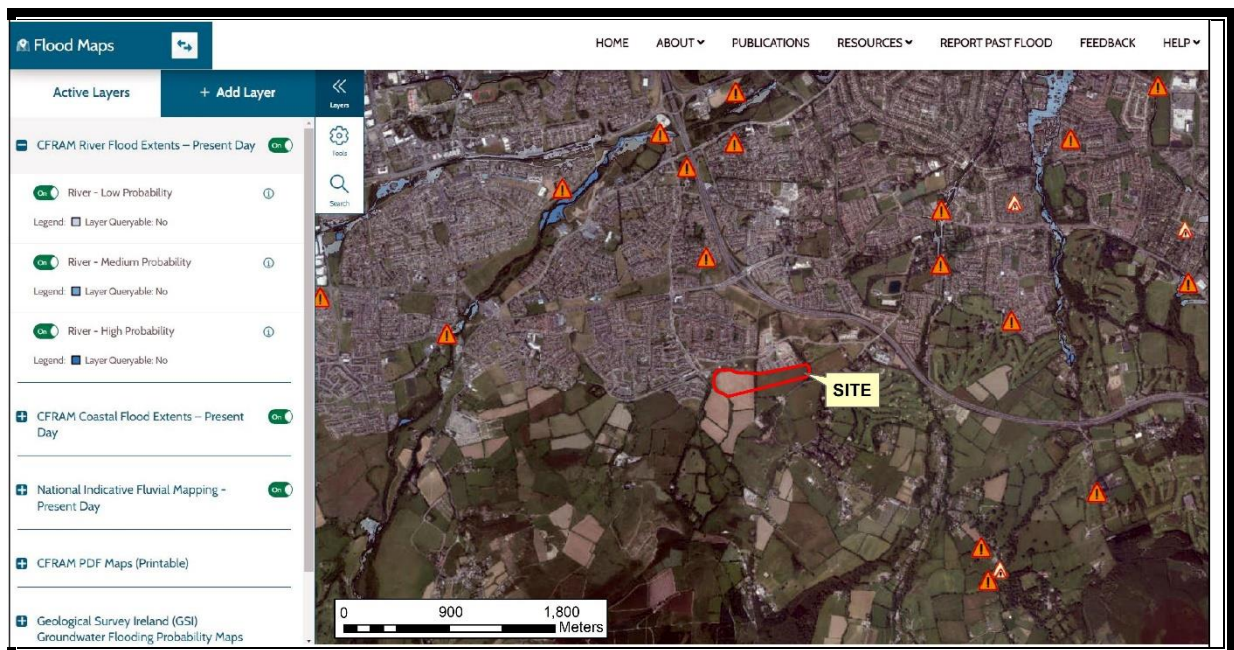 Flood Maps
HOME ABOUT PUBLICATIONS RESOURCES REPORT PAST FLOOD FEEDBACK HELP
Active Layers + Add Layer
Layers
Tools
Search
CFRAM River Flood Extents – Present Day On
On River - Low Probability
Legend: Layer Queryable: No
On River - Medium Probability
Legend: Layer Queryable: No
On River - High Probability
Legend: Layer Queryable: No
CFRAM Coastal Flood Extents – Present On
Day
National Indicative Fluvial Mapping - On
Present Day
CFRAM PDF Maps (Printable)
Geological Survey Ireland (GSI)
Groundwater Flooding Probability Maps
SITE
0 900 1,800
Meters